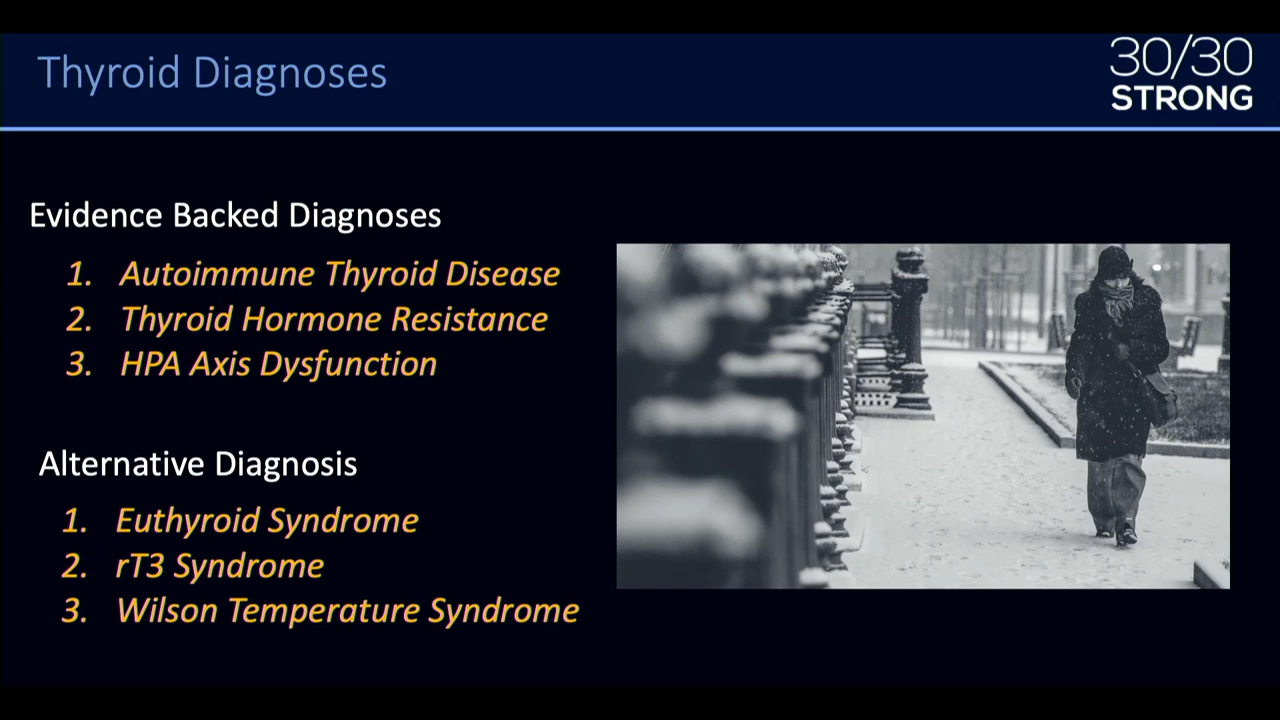 Thyroid Diagnoses
30/30
STRONG
Evidence Backed Diagnoses
1. Autoimmune Thyroid Disease
2. Thyroid Hormone Resistance
3. HPA Axis Dysfunction
Alternative Diagnosis
1. Euthyroid Syndrome
2. rT3 Syndrome
3. Wilson Temperature Syndrome